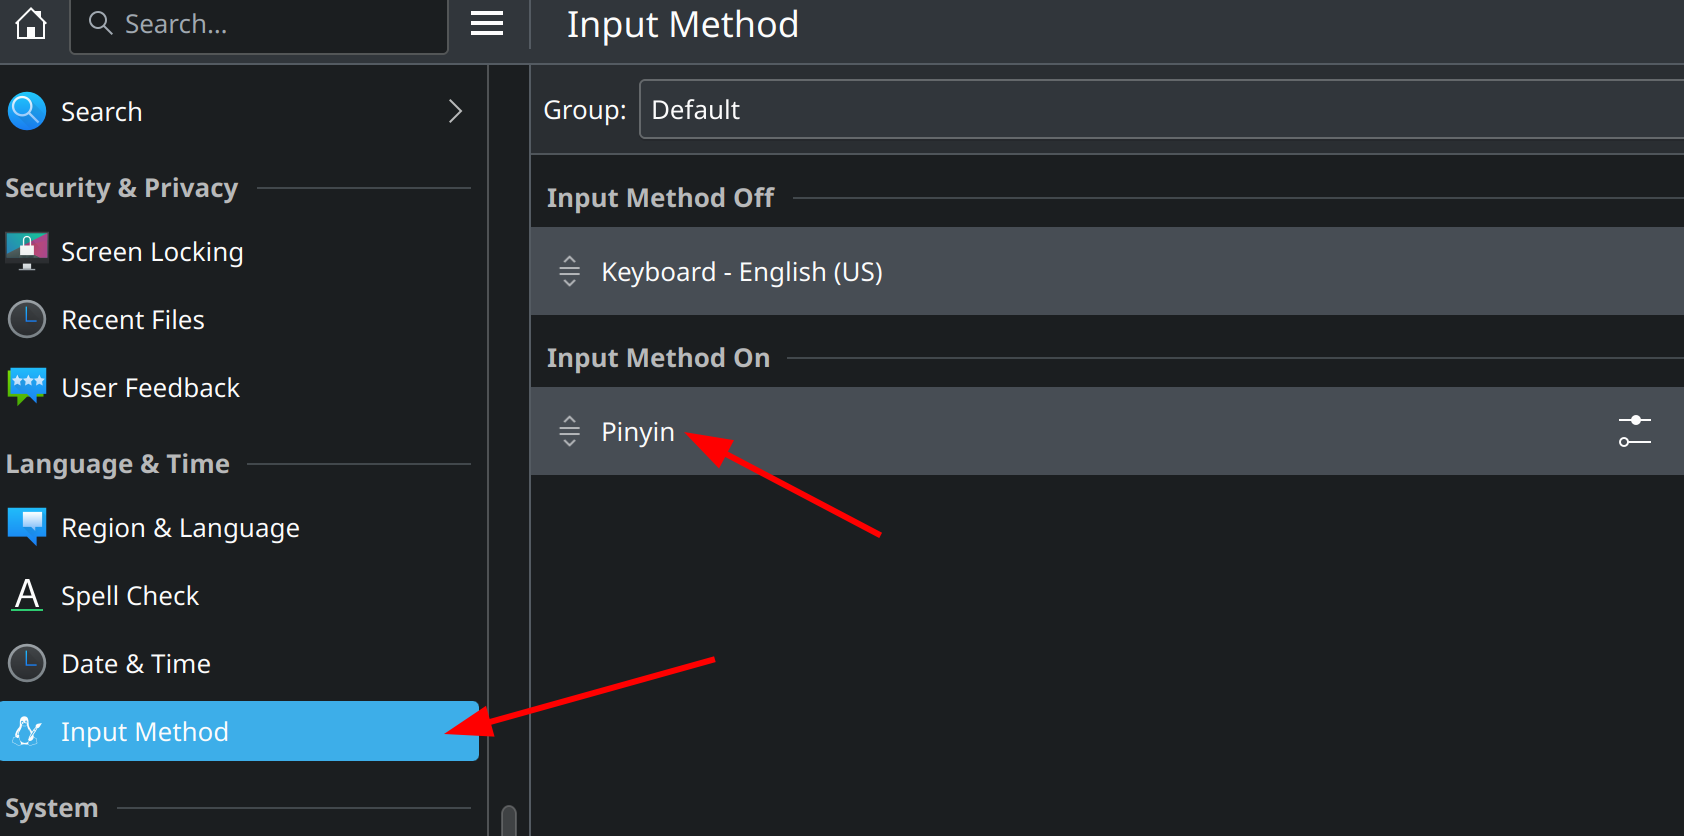 Search...
Input Method
Search
Group: Default
Security & Privacy
Input Method Off
Screen Locking
Keyboard - English (US)
Recent Files
Input Method On
User Feedback
Pinyin
Language & Time
Region & Language
Spell Check
Date & Time
Input Method
System